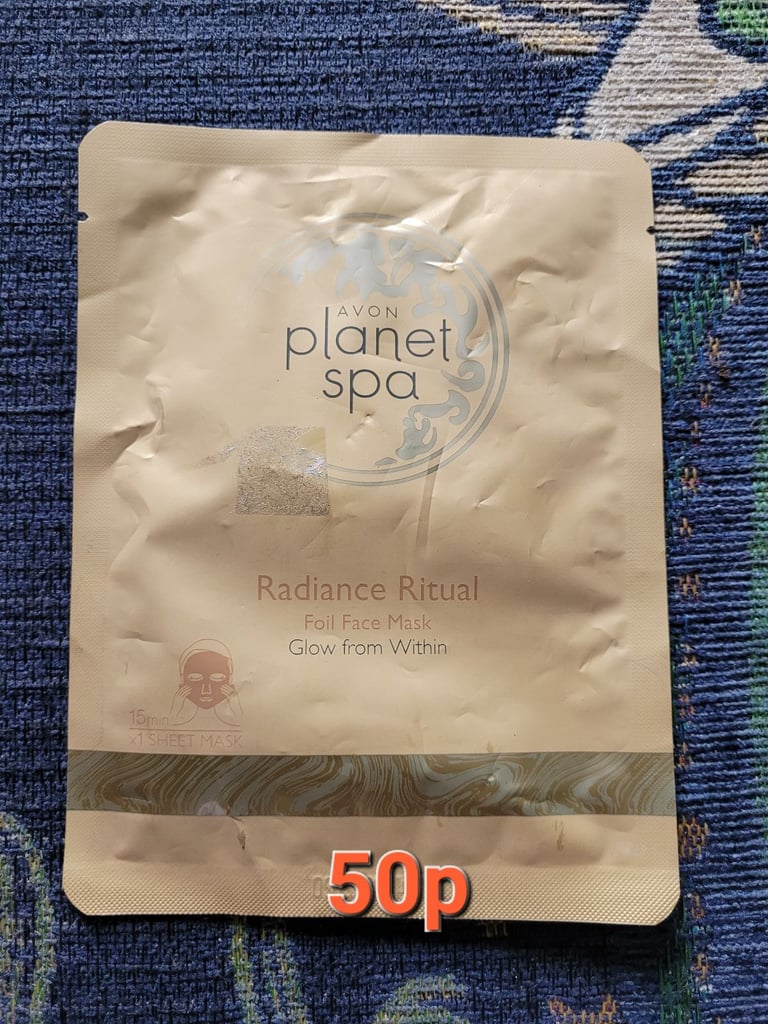 AVON
planet
spa
Radiance Ritual
Foil Face Mask
Glow from Within
15min
x1 SHEET MASK
50p